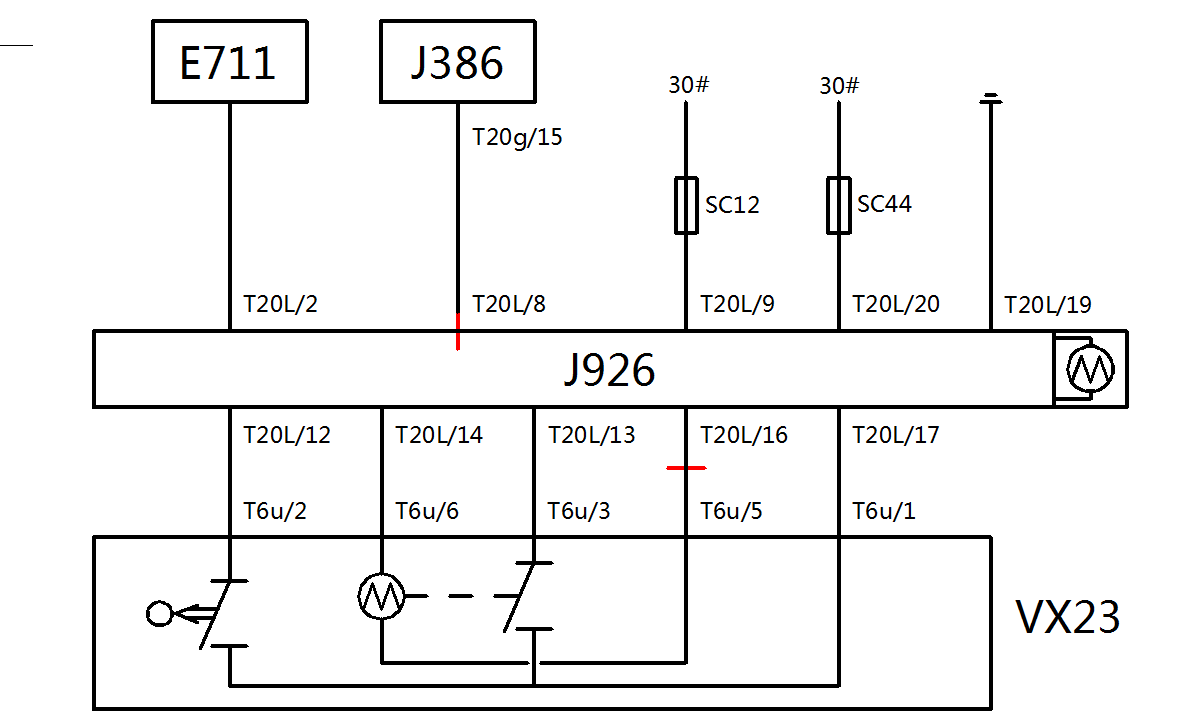 E711
J386
30#
30#
T20g/15
SC12
SC44
T20L/2
T20L/8
T20L/9
T20L/20
T20L/19
J926
T20L/12
T20L/14
T20L/13
T20L/16
T20L/17
T6u/2
T6u/6
T6u/3
T6u/5
T6u/1
VX23